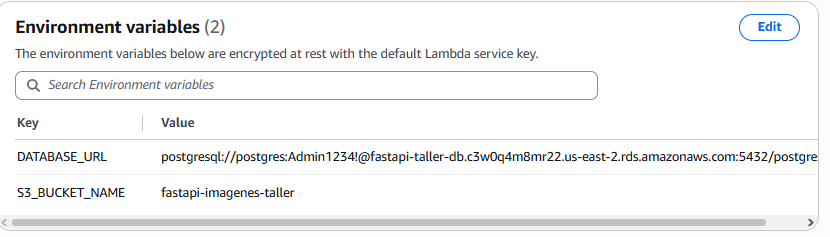 Environment variables (2)
Edit
The environment variables below are encrypted at rest with the default Lambda service key.
Search Environment variables
Key Value
DATABASE_URL postgresql://postgres:Admin1234!@fastapi-taller-db.c3w0q4m8mr22.us-east-2.rds.amazonaws.com:5432/postgres
S3_BUCKET_NAME fastapi-imagenes-taller